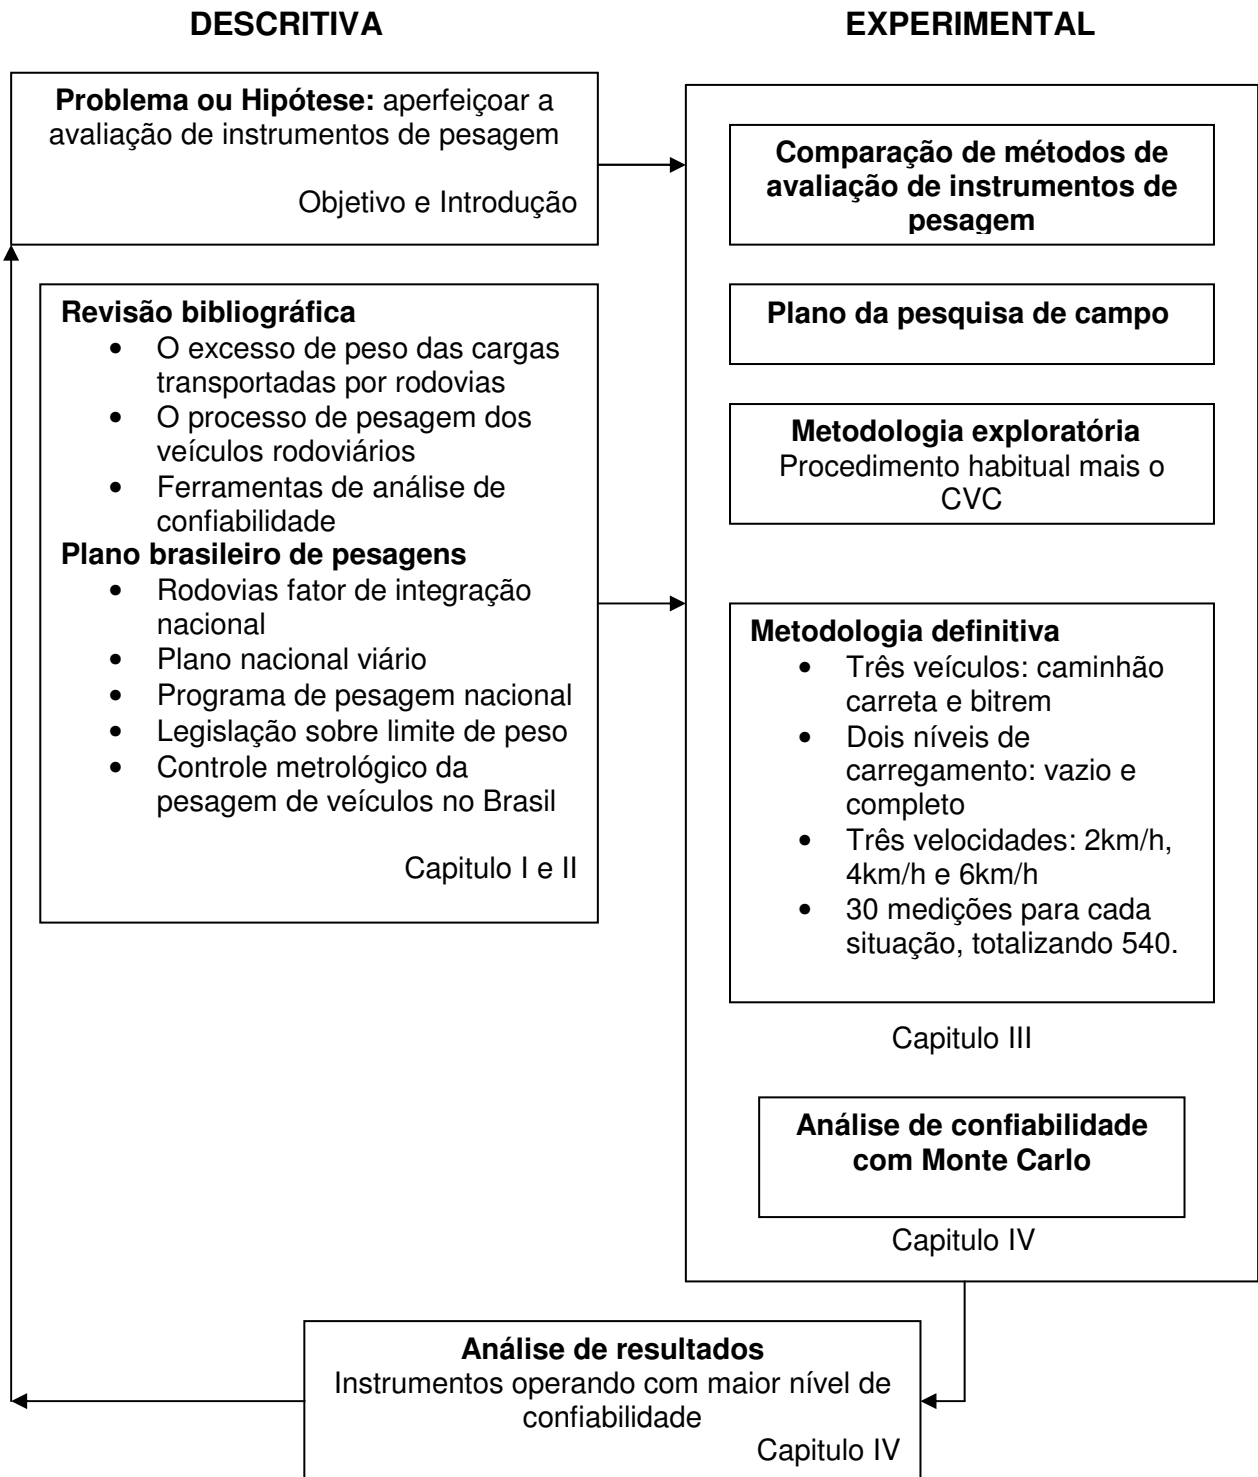 DESCRITIVA
Problema ou Hipótese: aperfeiçoar a
avaliação de instrumentos de pesagem
Objetivo e Introdução
Revisão bibliográfica
• O excesso de peso das cargas
transportadas por rodovias
• O processo de pesagem dos
veículos rodoviários
• Ferramentas de análise de
confiabilidade
Plano brasileiro de pesagens
• Rodovias fator de integração
nacional
• Plano nacional viário
• Programa de pesagem nacional
• Legislação sobre limite de peso
• Controle metrológico da
pesagem de veículos no Brasil
Capitulo I e II
EXPERIMENTAL
Comparação de métodos de
avaliação de instrumentos de
pesagem
Plano da pesquisa de campo
Metodologia exploratória
Procedimento habitual mais o
CVC
Metodologia definitiva
• Três veículos: caminhão
carreta e bitrem
• Dois níveis de
carregamento: vazio e
completo
• Três velocidades: 2km/h,
4km/h e 6km/h
• 30 medições para cada
situação, totalizando 540.
Capitulo III
Análise de confiabilidade
com Monte Carlo
Capitulo IV
Análise de resultados
Instrumentos operando com maior nível de
confiabilidade
Capitulo IV